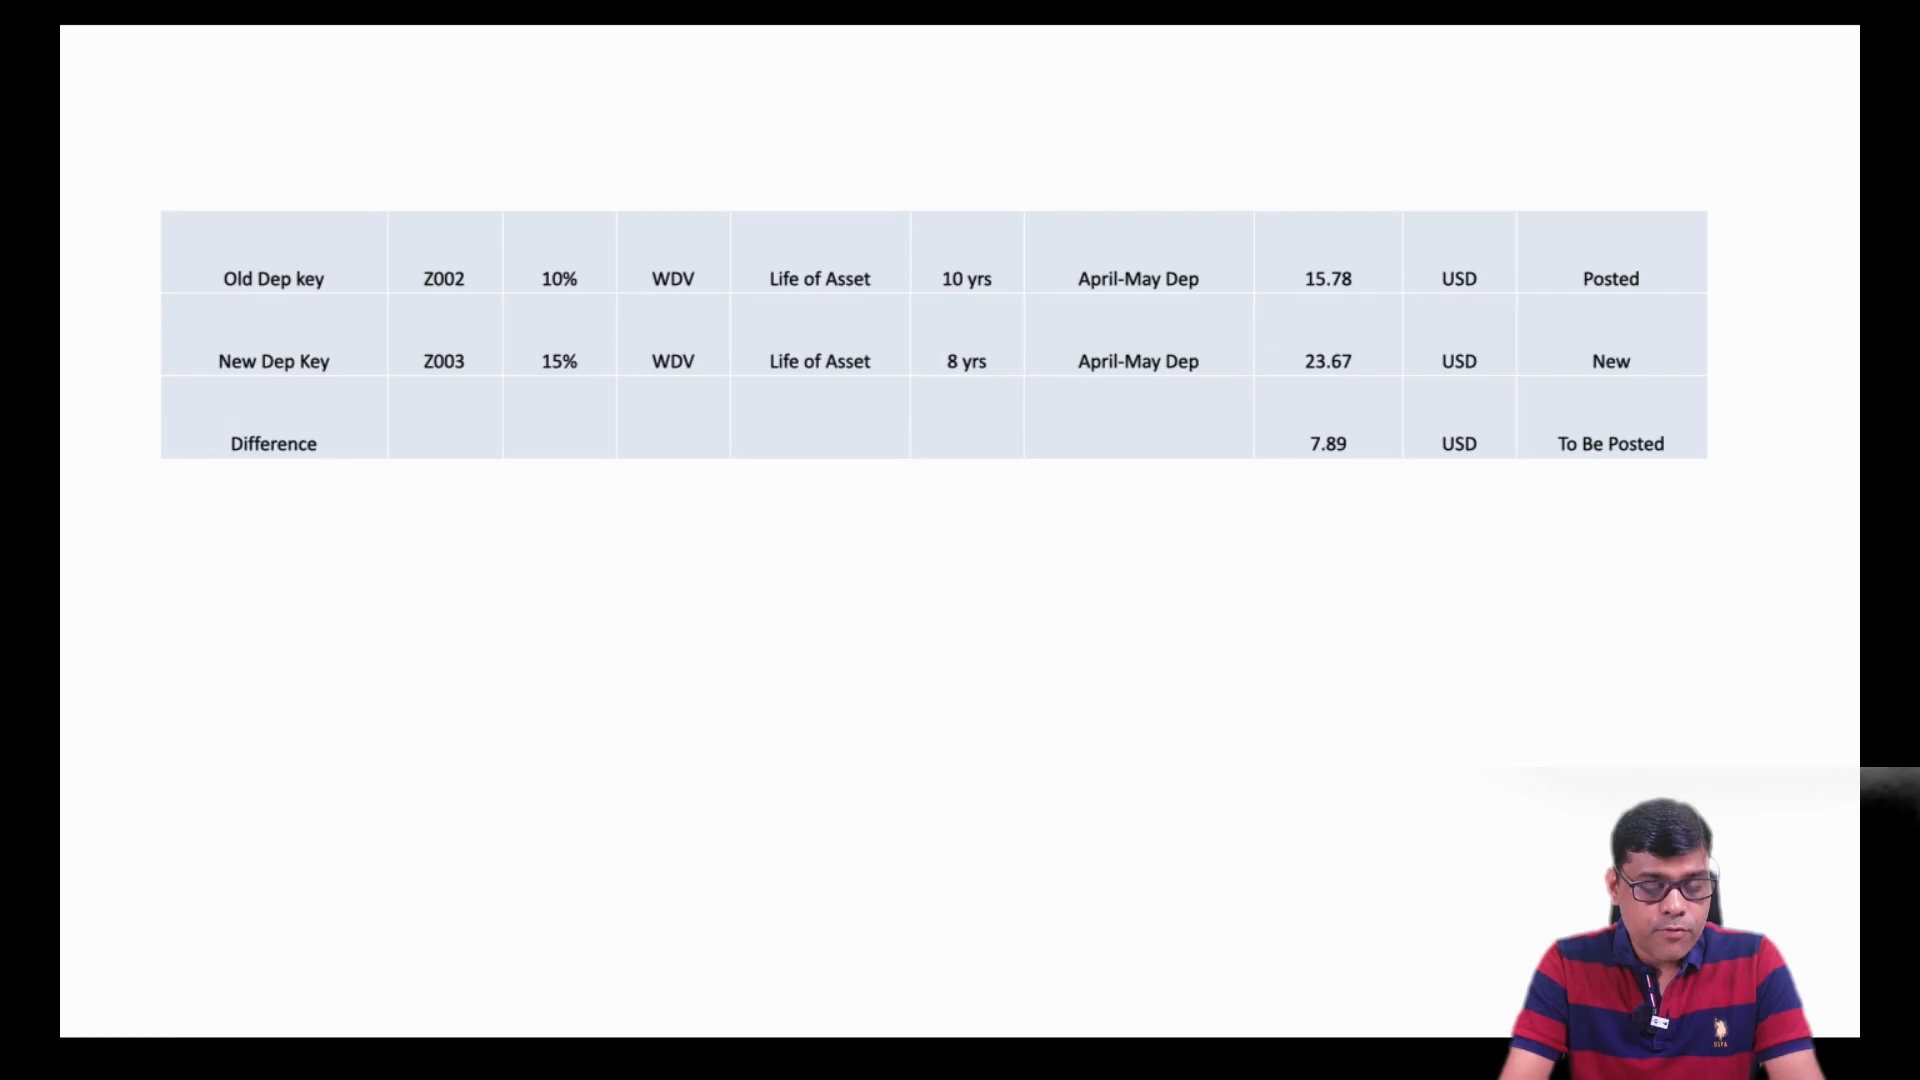 Old Dep key Z002 10% WDV Life of Asset 10 yrs April-May Dep 15.78 USD Posted
New Dep Key Z003 15% WDV Life of Asset 8 yrs April-May Dep 23.67 USD New
Difference 7.89 USD To Be Posted
USPA